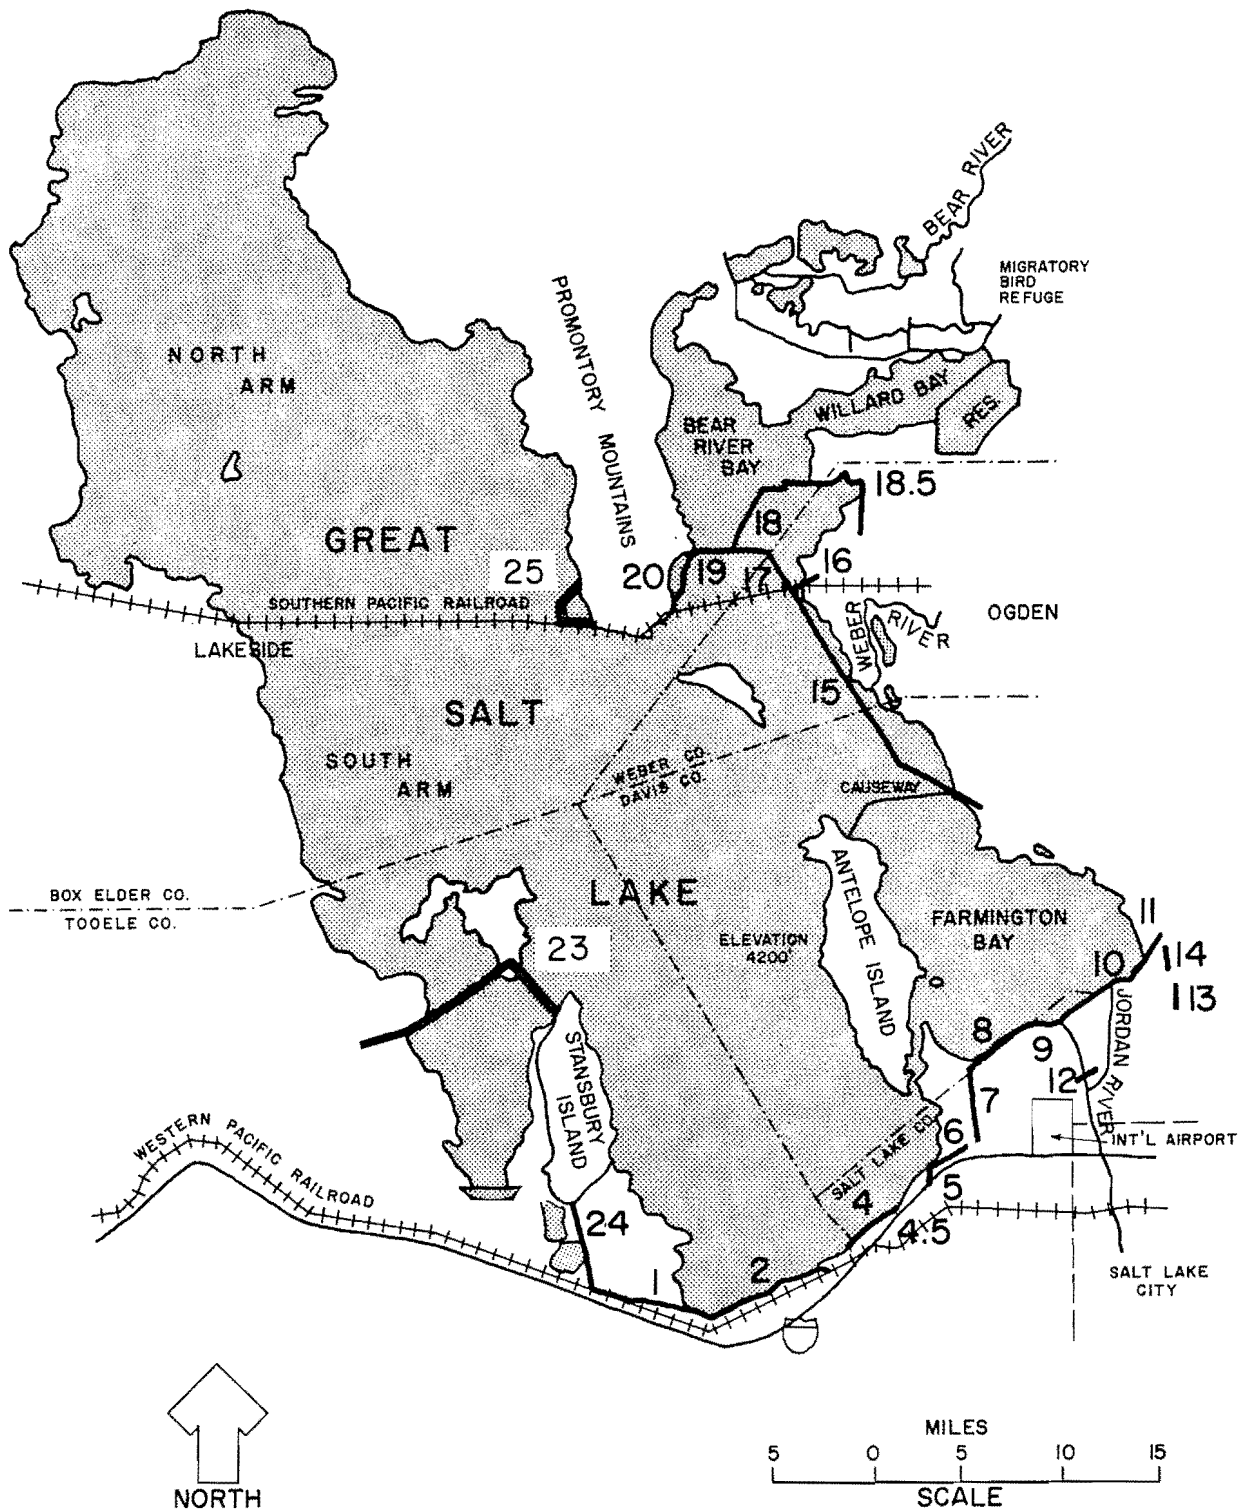 BEAR RIVER
MIGRATORY
BIRD
REFUGE
PROMONTORY MOUNTAINS
NORTH
ARM
WILLARD BAY
RES.
BEAR
RIVER
BAY
18.5
18
GREAT
25
20
19
17
16
SOUTHERN PACIFIC RAILROAD
LAKESIDE
WEBER RIVER
OGDEN
15
SALT
SOUTH
ARM
WEBER CO.
DAVIS CO.
CAUSEWAY
BOX ELDER CO.
TOOELE CO.
LAKE
ANTELOPE ISLAND
ELEVATION
4200'
FARMINGTON
BAY
11
14
10
13
23
8
9
JORDAN RIVER
12
7
STANSBURY
ISLAND
WESTERN PACIFIC RAILROAD
6
INT'L AIRPORT
SALT LAKE CO.
5
4
4.5
24
1
2
SALT LAKE
CITY
NORTH
MILES
5 0 5 10 15
SCALE